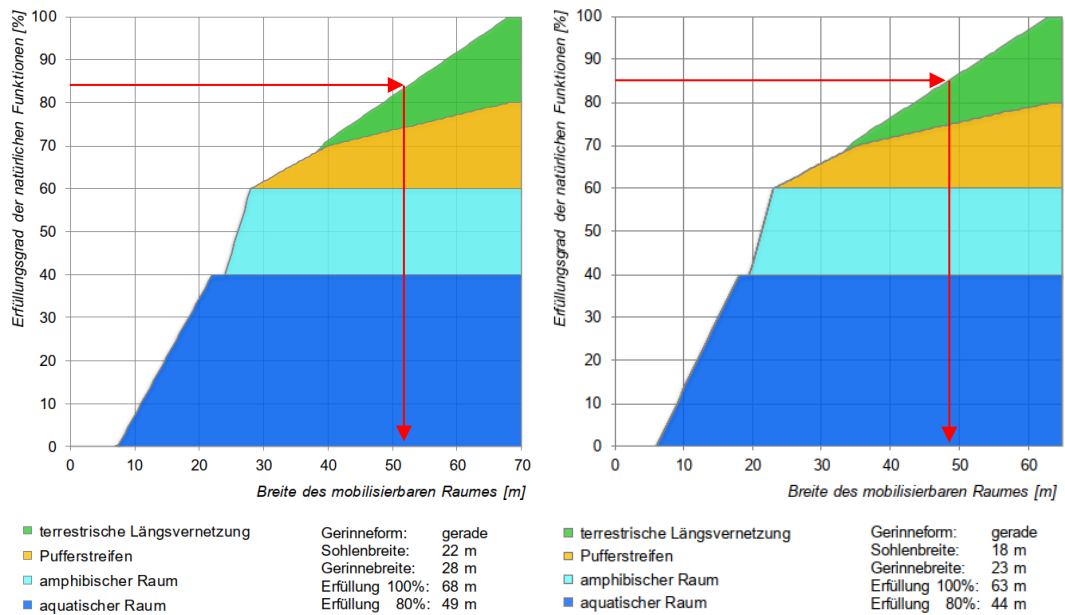 Erfüllungsgrad der natürlichen Funktionen [%]
100
90
80
70
60
50
40
30
20
10
0
0 10 20 30 40 50 60 70
Breite des mobilisierbaren Raumes [m]
terrestrische Längsvernetzung
Pufferstreifen
amphibischer Raum
aquatischer Raum
Gerinneform: gerade
Sohlenbreite: 22 m
Gerinnebreite: 28 m
Erfüllung 100%: 68 m
Erfüllung 80%: 49 m
Erfüllungsgrad der natürlichen Funktionen [%]
100
90
80
70
60
50
40
30
20
10
0
0 10 20 30 40 50 60
Breite des mobilisierbaren Raumes [m]
terrestrische Längsvernetzung
Pufferstreifen
amphibischer Raum
aquatischer Raum
Gerinneform: gerade
Sohlenbreite: 18 m
Gerinnebreite: 23 m
Erfüllung 100%: 63 m
Erfüllung 80%: 44 m